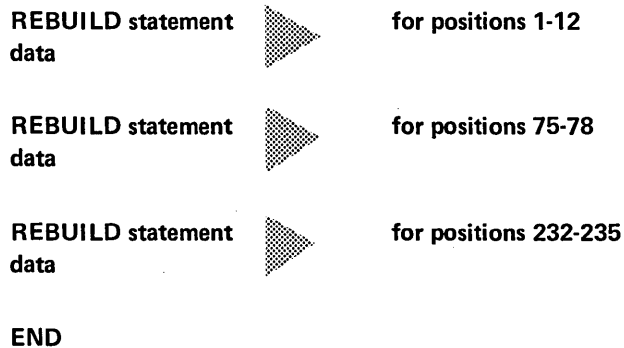 REBUILD statement for positions 1-12
data
REBUILD statement for positions 75-78
data
REBUILD statement for positions 232-235
data
END